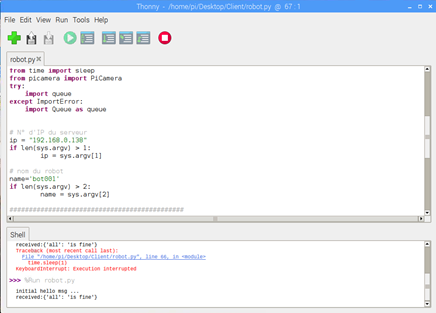 Thonny - /home/pi/Desktop/Client/robot.py @ 67 : 1
File Edit View Run Tools Help
robot.py
from time import sleep
from picamera import PiCamera
try:
    import queue
except ImportError:
    import Queue as queue
# N° d'IP du serveur
ip = "192.168.0.138"
if len(sys.argv) > 1:
        ip = sys.argv[1]
# nom du robot
name='bot001'
if len(sys.argv) > 2:
        name = sys.argv[2]
#############################################
Shell
received:{'all': 'is fine'}
Traceback (most recent call last):
  File "/home/pi/Desktop/Client/robot.py", line 66, in <module>
    time.sleep(1)
KeyboardInterrupt: Execution interrupted
>>> %Run robot.py
initial hello msg ...
received:{'all': 'is fine'}